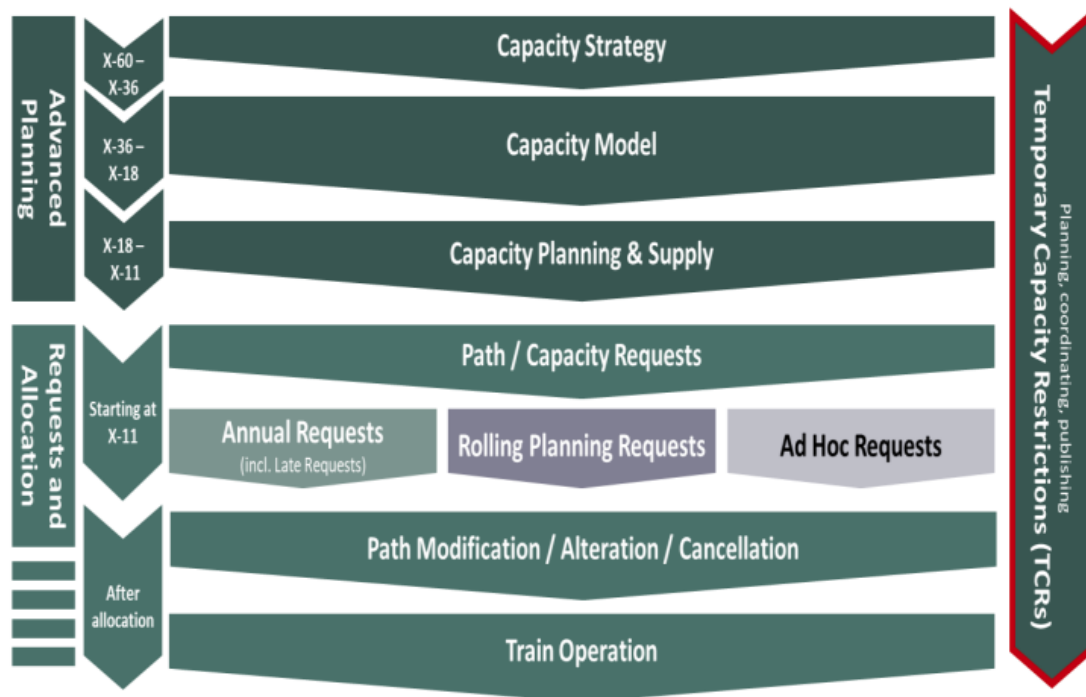 Advanced
Planning
X-60 –
X-36
Capacity Strategy
X-36 –
X-18
Capacity Model
X-18 –
X-11
Capacity Planning & Supply
Requests and
Allocation
Starting at
X-11
Path / Capacity Requests
Annual Requests
(incl. Late Requests)
Rolling Planning Requests
Ad Hoc Requests
After
allocation
Path Modification / Alteration / Cancellation
Train Operation
Temporary Capacity Restrictions (TCRs)
Planning, coordinating, publishing